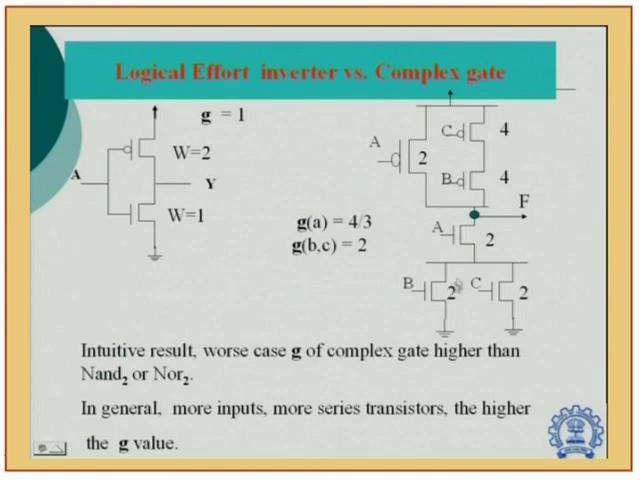 Logical Effort inverter vs. Complex gate
g = 1
W=2
A
Y
W=1
g(a) = 4/3
g(b,c) = 2
C
4
A
2
B
4
F
A
2
B
2
C
2
Intuitive result, worse case g of complex gate higher than
Nand2 or Nor2.
In general, more inputs, more series transistors, the higher
the g value.